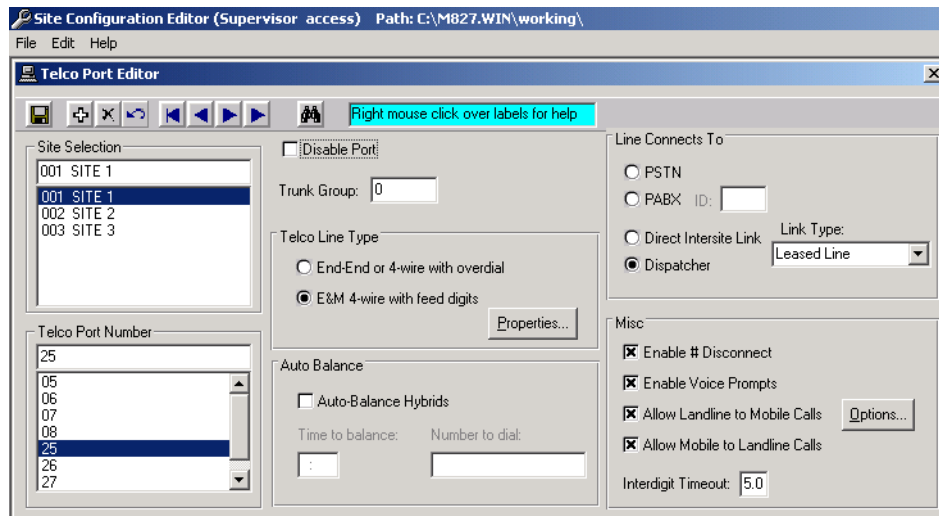 Site Configuration Editor (Supervisor access) Path: C:\M827.WIN\working\
File Edit Help
Telco Port Editor
Right mouse click over labels for help
Site Selection
001 SITE 1
001 SITE 1
002 SITE 2
003 SITE 3
Telco Port Number
25
05
06
07
08
25
26
27
Disable Port
Trunk Group: 0
Telco Line Type
End-End or 4-wire with overdial
E&M 4-wire with feed digits
Properties...
Auto Balance
Auto-Balance Hybrids
Time to balance: Number to dial:
:
Line Connects To
PSTN
PABX ID:
Direct Intersite Link
Dispatcher
Link Type:
Leased Line
Misc
Enable # Disconnect
Enable Voice Prompts
Allow Landline to Mobile Calls Options...
Allow Mobile to Landline Calls
Interdigit Timeout: 5.0